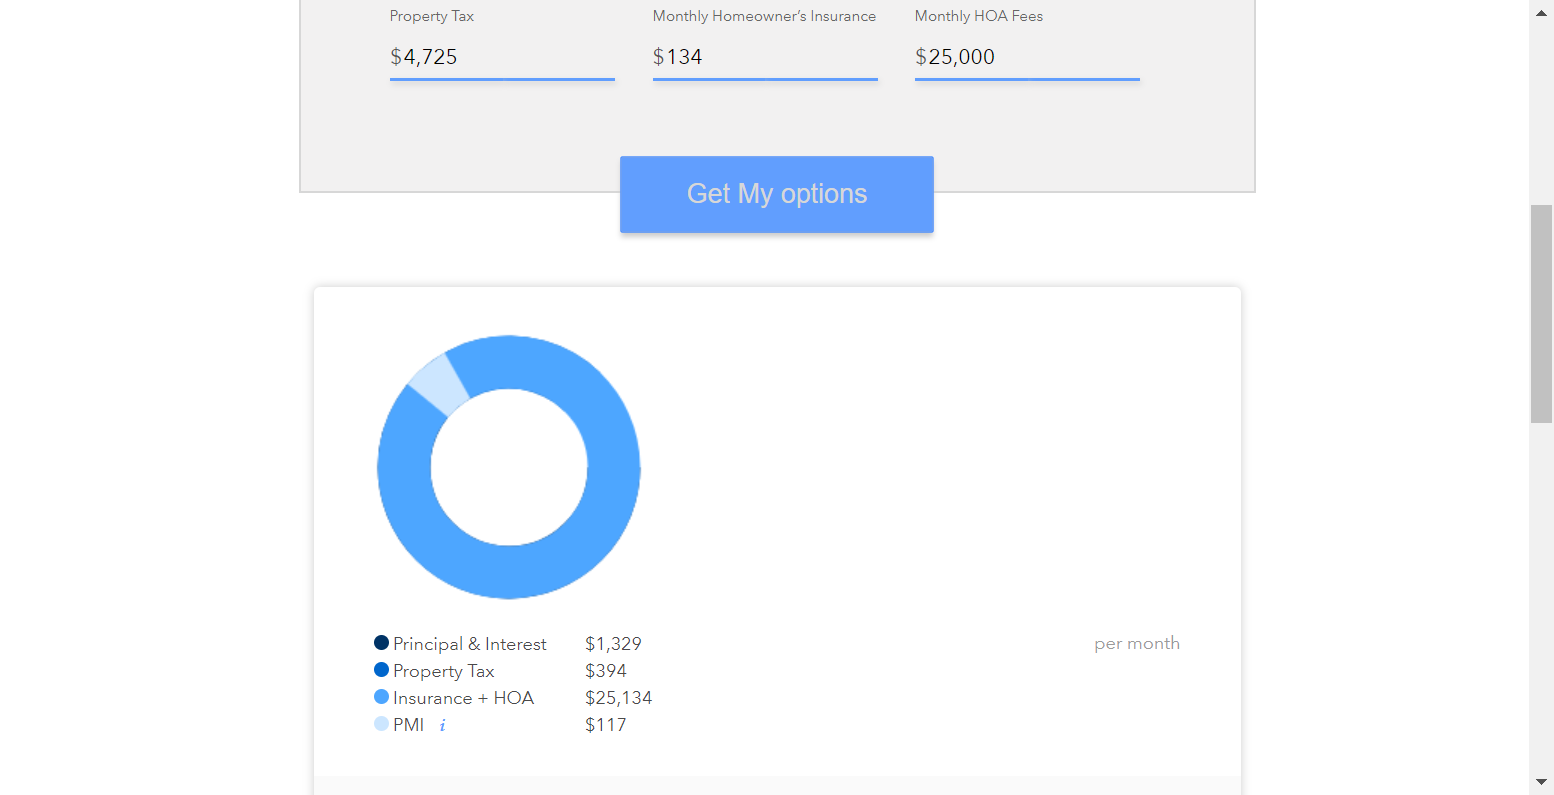 Property Tax Monthly Homeowner’s Insurance Monthly HOA Fees
$4,725 $134 $25,000
Get My options
Principal & Interest $1,329 per month
Property Tax $394
Insurance + HOA $25,134
PMI i $117